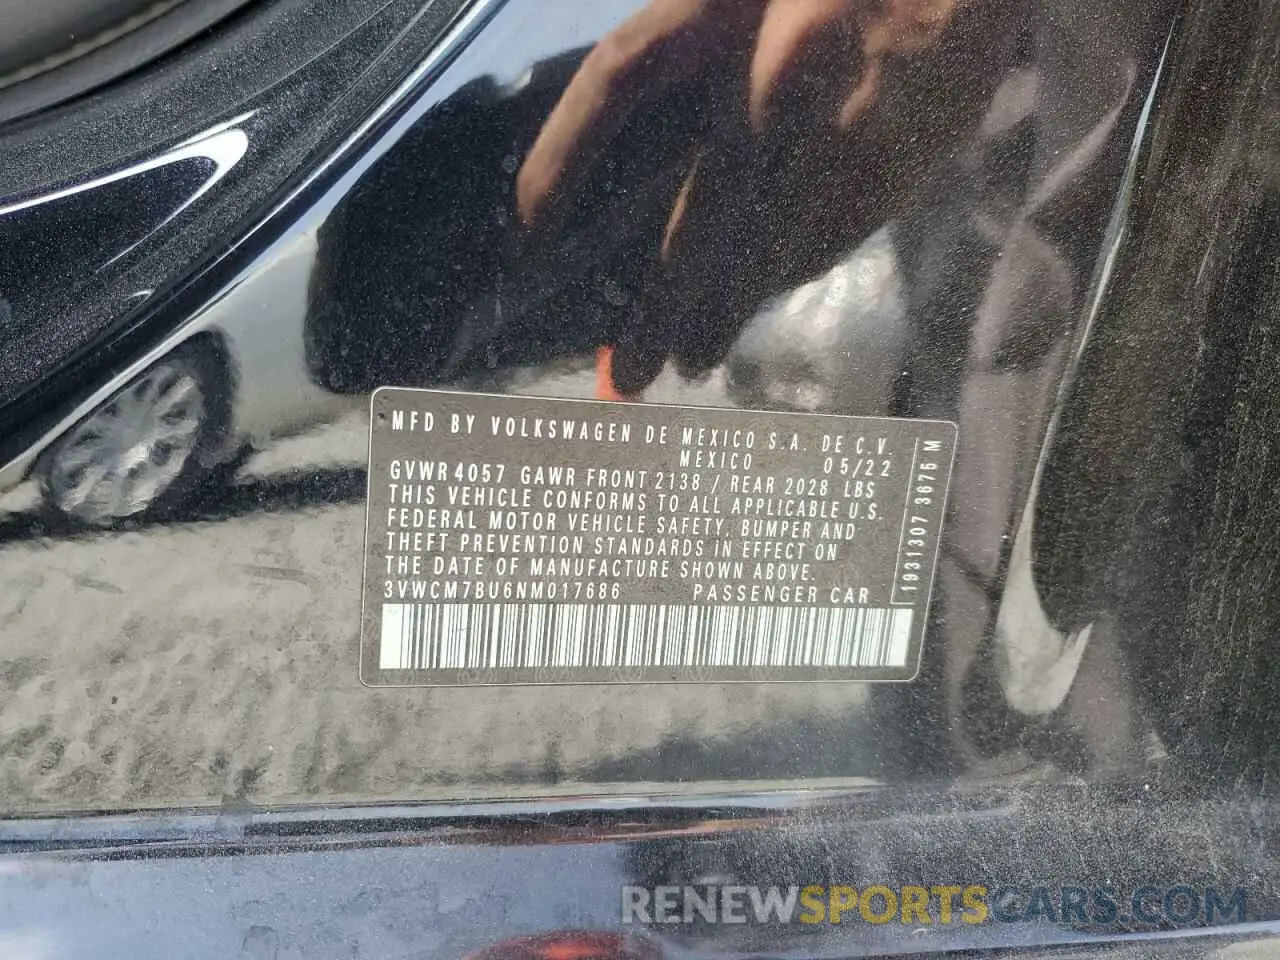 MFD BY VOLKSWAGEN DE MEXICO S.A. DE C.V.
MEXICO 05/22
GVWR 4057 GAWR FRONT 2138 / REAR 2028 LBS
THIS VEHICLE CONFORMS TO ALL APPLICABLE U.S.
FEDERAL MOTOR VEHICLE SAFETY, BUMPER AND
THEFT PREVENTION STANDARDS IN EFFECT ON
THE DATE OF MANUFACTURE SHOWN ABOVE.
3VWCM7BU6NM017686 PASSENGER CAR
1931307 3675 M
RENEWSPORTSCARS.COM